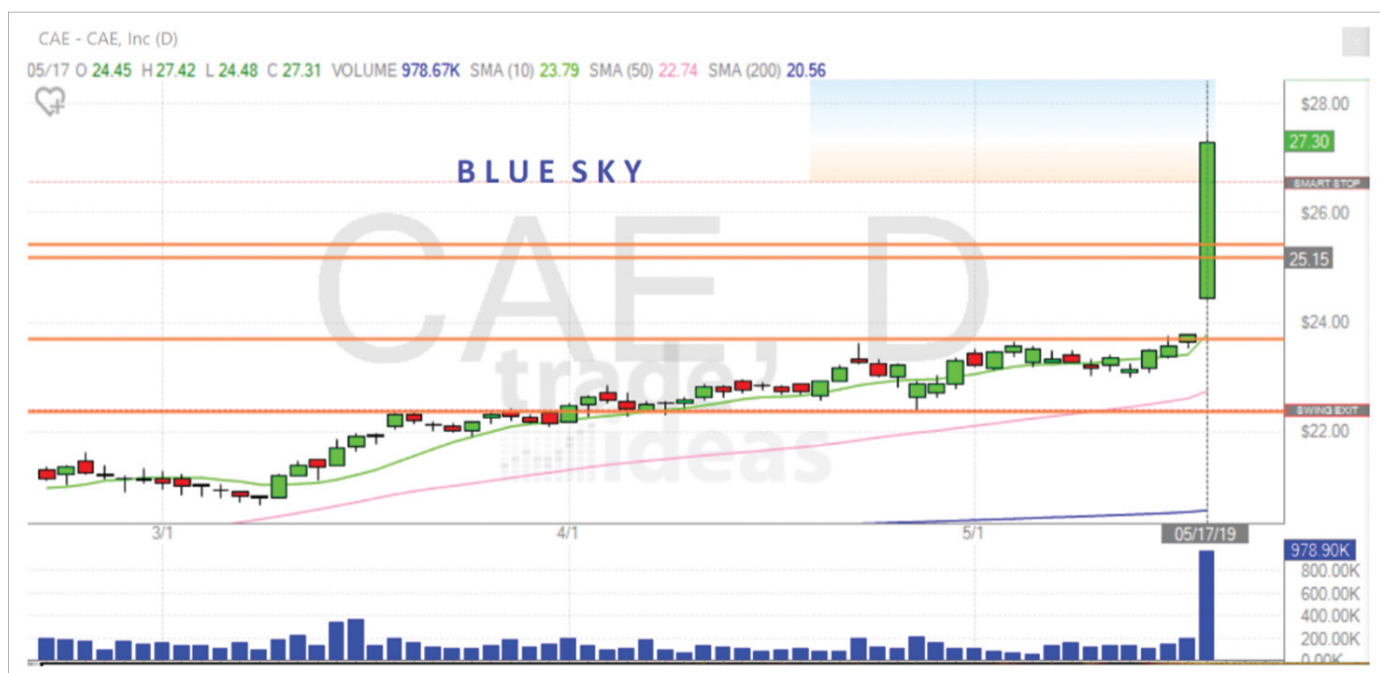 CAE - CAE, Inc (D)
05/17 O 24.45 H 27.42 L 24.48 C 27.31 VOLUME 978.67K SMA (10) 23.79 SMA (50) 22.74 SMA (200) 20.56
$28.00
27.30
BLUE SKY
SMART STOP
$26.00
25.15
CAE, D
$24.00
trade
SWING EXIT
$22.00
ideas
3/1
4/1
5/1
05/17/19
978.90K
800.00K
600.00K
400.00K
200.00K
0.00K